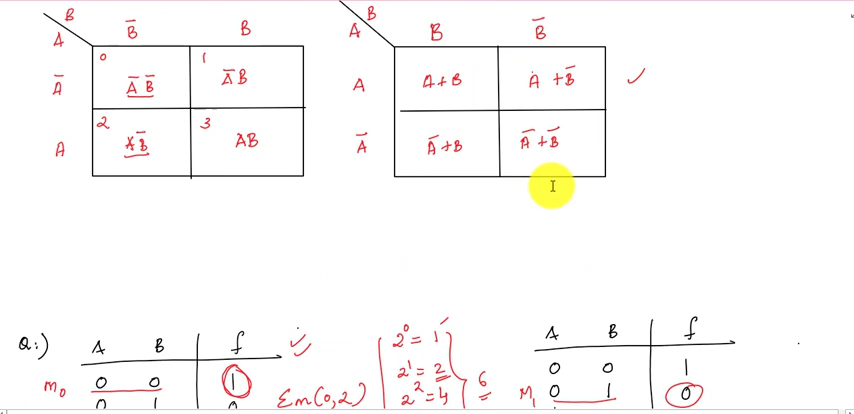 B
A
B̅ B
0 1
A̅ A̅ B̅ A̅ B
2 3
A A B̅ AB
B
A
B B̅
A A+B A + B̅ ✓
A̅ A̅+B A̅ + B̅
Q:) A B f
m₀ 0 0 1
0 1 0
Σm(0,2)
2⁰ = 1
2¹ = 2
2² = 4
6
A B f
0 0 1
M₁ 0 1 0